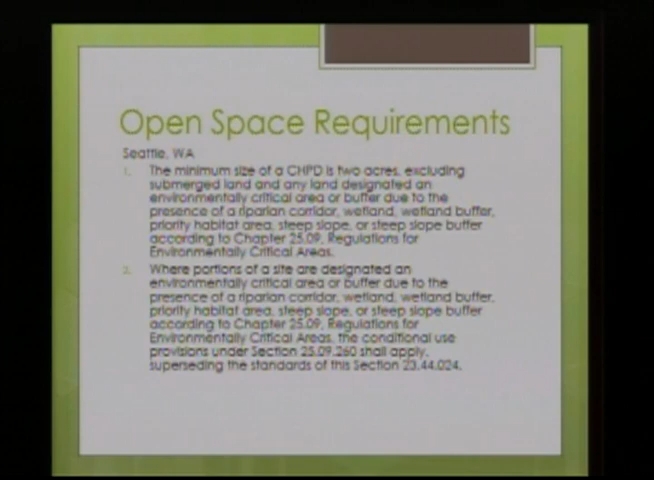 Open Space Requirements
Seattle, WA
1. The minimum size of a CHPD is two acres, excluding
submerged land and any land designated an
environmentally critical area or buffer due to the
presence of a riparian corridor, wetland, wetland buffer,
priority habitat area, steep slope, or steep slope buffer
according to Chapter 25.09, Regulations for
Environmentally Critical Areas.
2. Where portions of a site are designated an
environmentally critical area or buffer due to the
presence of a riparian corridor, wetland, wetland buffer,
priority habitat area, steep slope, or steep slope buffer
according to Chapter 25.09, Regulations for
Environmentally Critical Areas, the conditional use
provisions under Section 25.09.260 shall apply,
superseding the standards of this Section 23.44.024.